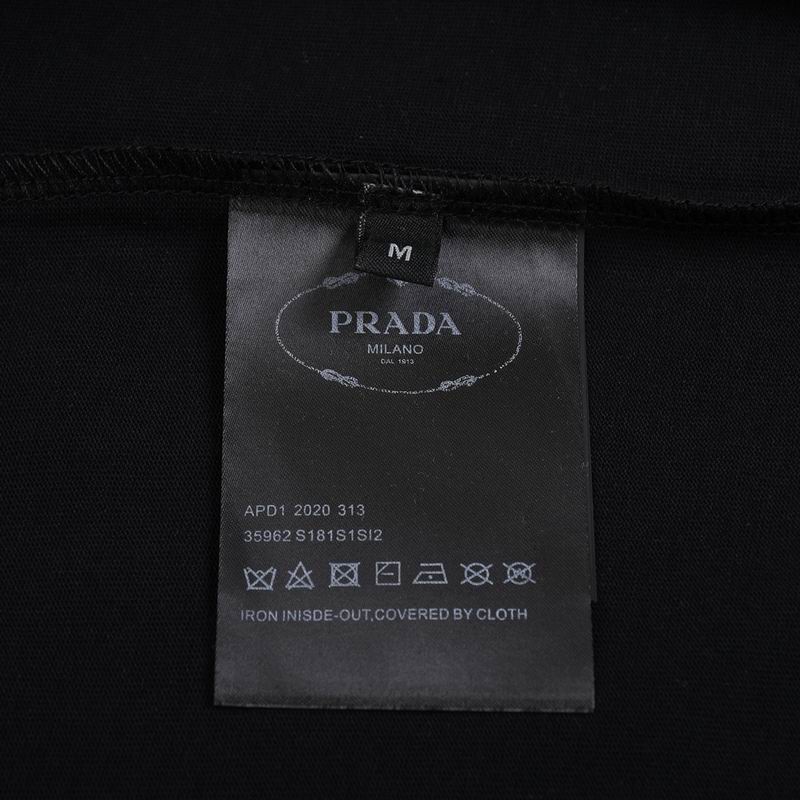 M
PRADA
MILANO
DAL 1913
APD1 2020 313
35962 S181S1SI2
IRON INISDE-OUT,COVERED BY CLOTH